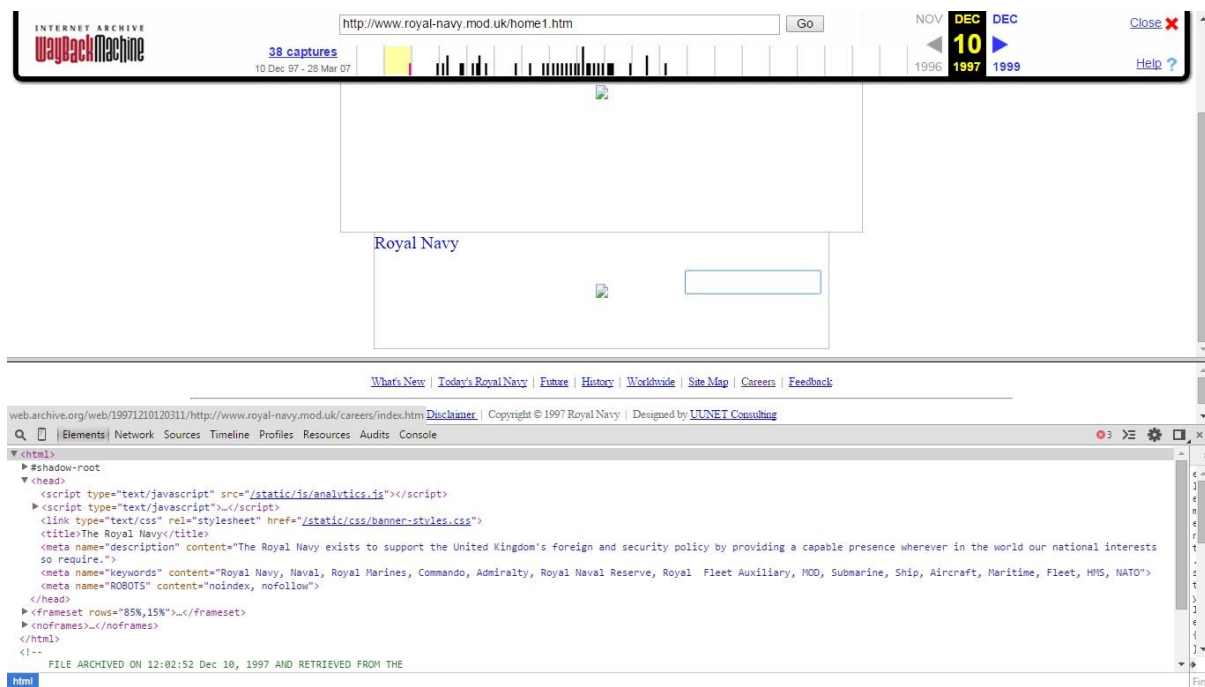 INTERNET ARCHIVE
WayBackMachine
http://www.royal-navy.mod.uk/home1.htm
Go
38 captures
10 Dec 97 - 28 Mar 07
NOV DEC DEC
10
1996 1997 1999
Close
Help ?
Royal Navy
What's New | Today's Royal Navy | Future | History | Worldwide | Site Map | Careers | Feedback
web.archive.org/web/19971210120311/http://www.royal-navy.mod.uk/careers/index.htm Disclaimer | Copyright © 1997 Royal Navy | Designed by UUNET Consulting
Elements Network Sources Timeline Profiles Resources Audits Console
3
<html>
#shadow-root
<head>
<script type="text/javascript" src="/static/js/analytics.js"></script>
<script type="text/javascript">…</script>
<link type="text/css" rel="stylesheet" href="/static/css/banner-styles.css">
<title>The Royal Navy</title>
<meta name="description" content="The Royal Navy exists to support the United Kingdom's foreign and security policy by providing a capable presence wherever in the world our national interests
so require.">
<meta name="keywords" content="Royal Navy, Naval, Royal Marines, Commando, Admiralty, Royal Naval Reserve, Royal  Fleet Auxiliary, MOD, Submarine, Ship, Aircraft, Maritime, Fleet, HMS, NATO">
<meta name="ROBOTS" content="noindex, nofollow">
</head>
<frameset rows="85%,15%">…</frameset>
<noframes>…</noframes>
</html>
<!--
FILE ARCHIVED ON 12:02:52 Dec 10, 1997 AND RETRIEVED FROM THE
html
Fin